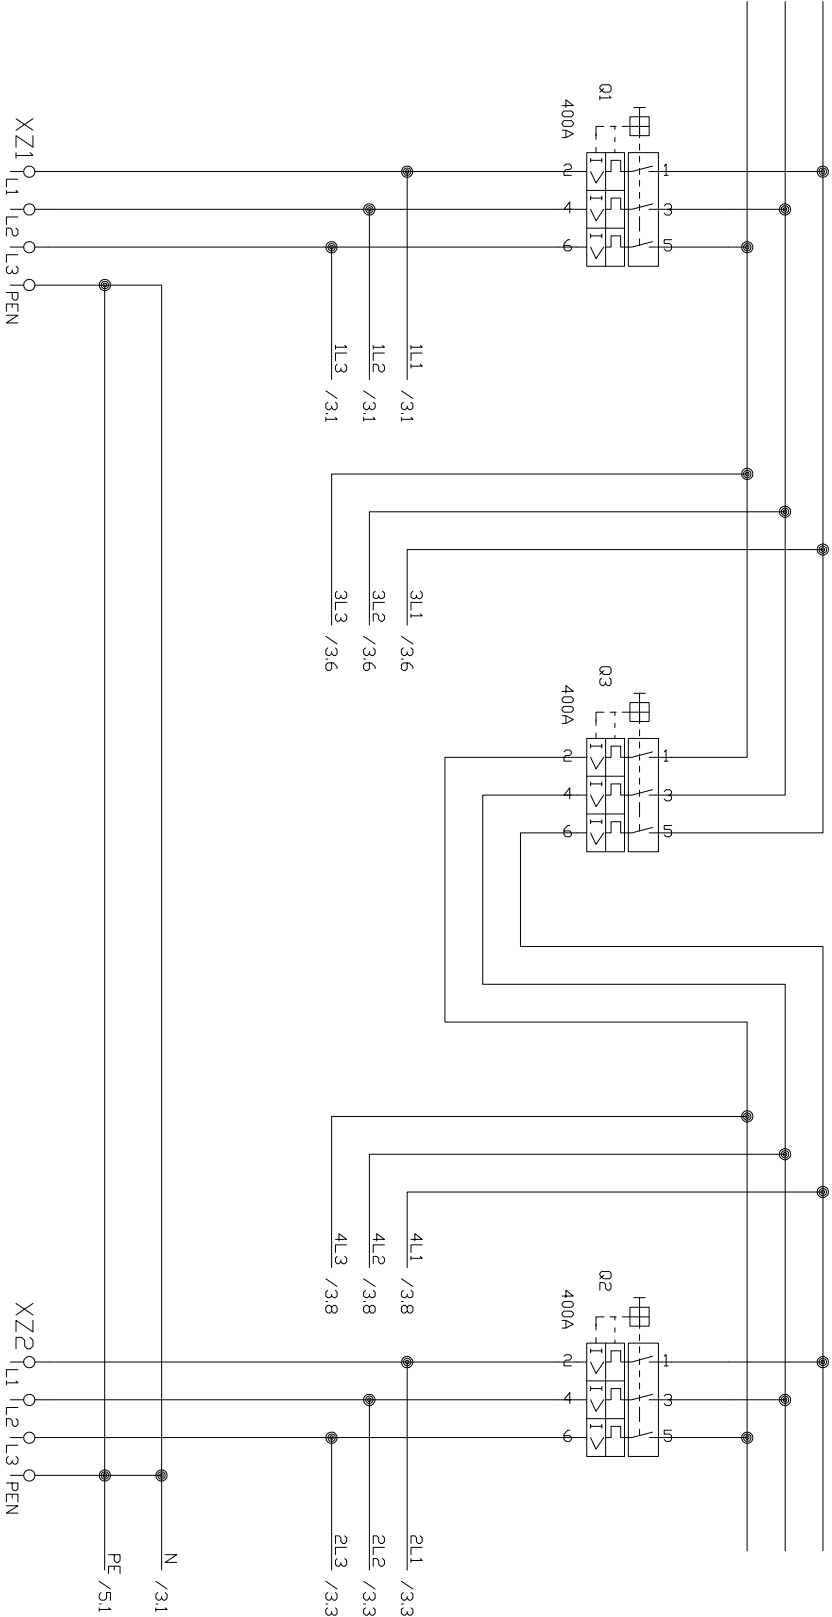 Q1
400A
1
2
3
4
5
6
XZ1
L1
L2
L3
PEN
1L1 /3.1
1L2 /3.1
1L3 /3.1
3L1 /3.6
3L2 /3.6
3L3 /3.6
Q3
400A
1
2
3
4
5
6
4L1 /3.8
4L2 /3.8
4L3 /3.8
Q2
400A
1
2
3
4
5
6
XZ2
L1
L2
L3
PEN
2L1 /3.3
2L2 /3.3
2L3 /3.3
N /3.1
PE /5.1